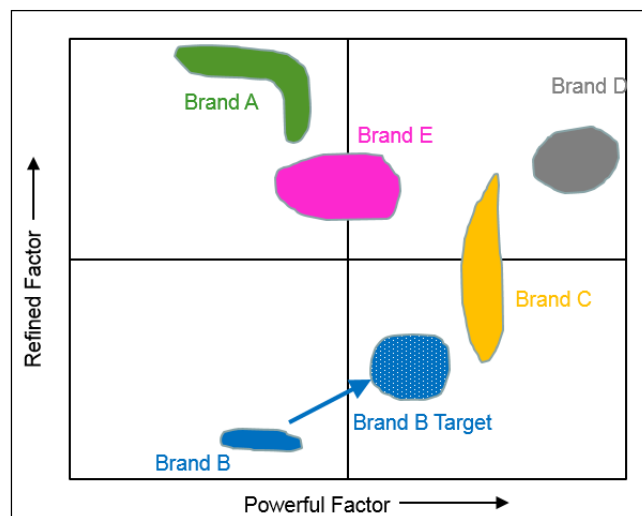 Brand D
Brand A
Brand E
Refined Factor
Brand C
Brand B Target
Brand B
Powerful Factor